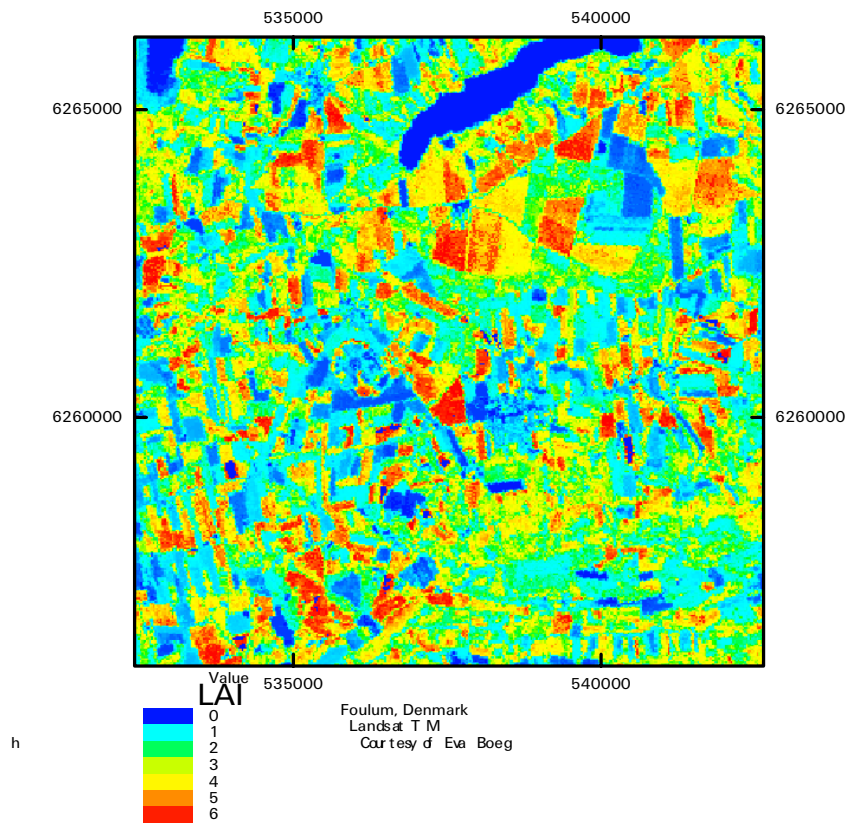 535000 540000
6265000 6265000
6260000 6260000
535000 540000
Value
LAI
0
1
2
3
4
5
6
Foulum, Denmark
Landsat TM
Courtesy of Eva Boeg
h